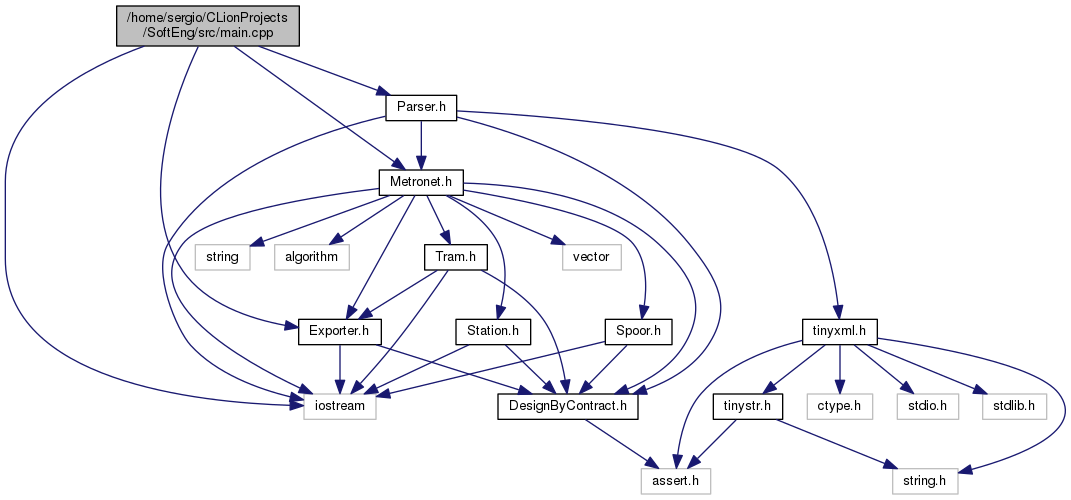 /home/sergio/CLionProjects
/SoftEng/src/main.cpp
Parser.h
Metronet.h
string
algorithm
Tram.h
vector
Exporter.h
Station.h
Spoor.h
tinyxml.h
iostream
DesignByContract.h
tinystr.h
ctype.h
stdio.h
stdlib.h
assert.h
string.h